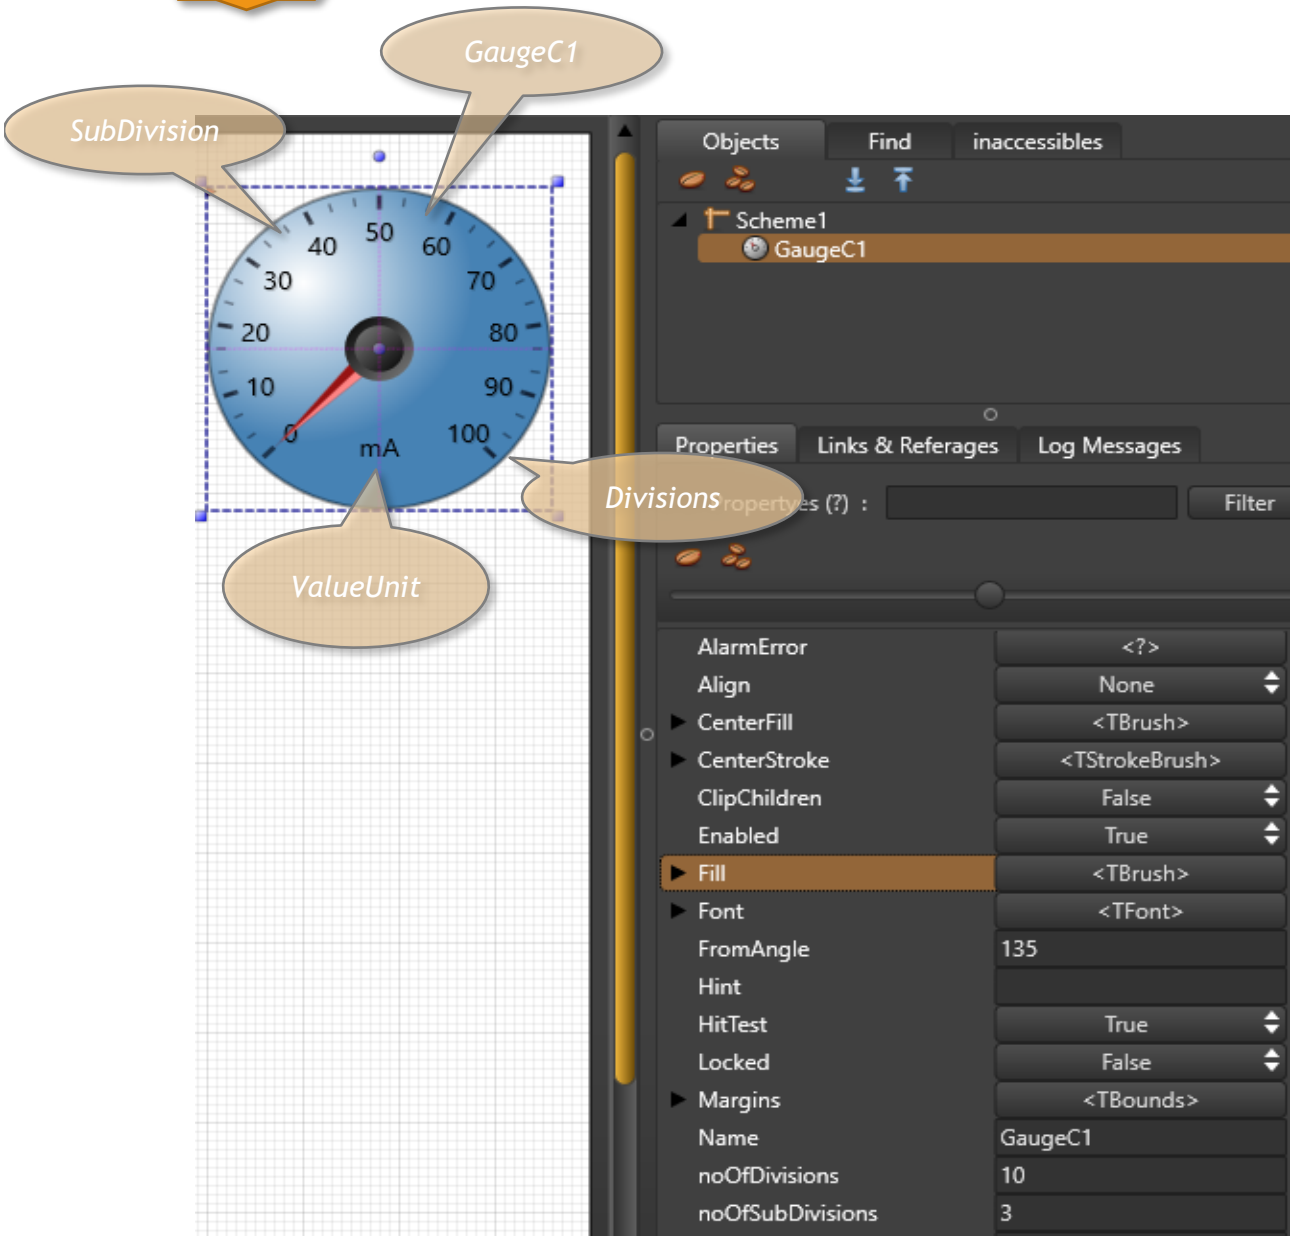 GaugeC1
SubDivision
Objects
Find
inaccessibles
Scheme1
GaugeC1
50
40
60
30
70
20
80
10
90
0
100
mA
Properties
Links & Referages
Log Messages
Divisions
ropertyes (?) :
Filter
ValueUnit
AlarmError
<?>
Align
None
CenterFill
<TBrush>
CenterStroke
<TStrokeBrush>
ClipChildren
False
Enabled
True
Fill
<TBrush>
Font
<TFont>
FromAngle
135
Hint
HitTest
True
Locked
False
Margins
<TBounds>
Name
GaugeC1
noOfDivisions
10
noOfSubDivisions
3